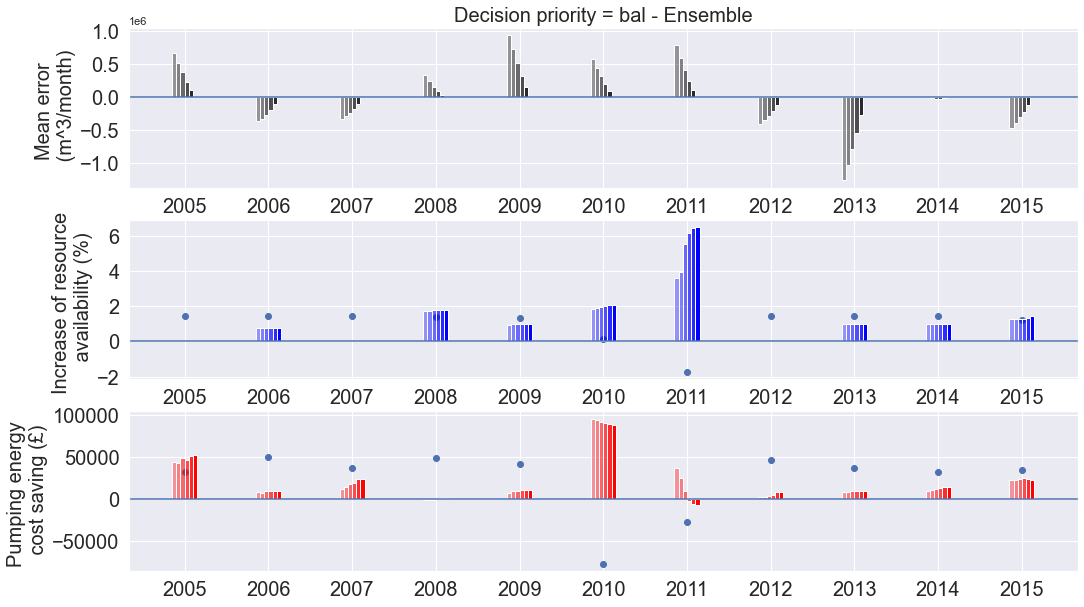 Decision priority = bal - Ensemble
1e6
Mean error
(m^3/month)
1.0
0.5
0.0
−0.5
−1.0
2005 2006 2007 2008 2009 2010 2011 2012 2013 2014 2015
Increase of resource
availability (%)
6
4
2
0
−2
2005 2006 2007 2008 2009 2010 2011 2012 2013 2014 2015
Pumping energy
cost saving (£)
100000
50000
0
−50000
2005 2006 2007 2008 2009 2010 2011 2012 2013 2014 2015